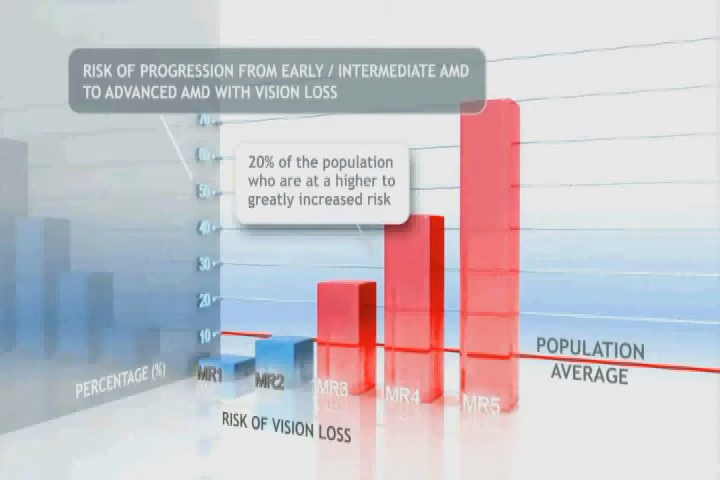 RISK OF PROGRESSION FROM EARLY / INTERMEDIATE AMD
TO ADVANCED AMD WITH VISION LOSS
20% of the population
who are at a higher to
greatly increased risk
70
60
50
40
30
20
10
MR1
MR2
MR3
MR4
MR5
POPULATION
AVERAGE
PERCENTAGE (%)
RISK OF VISION LOSS